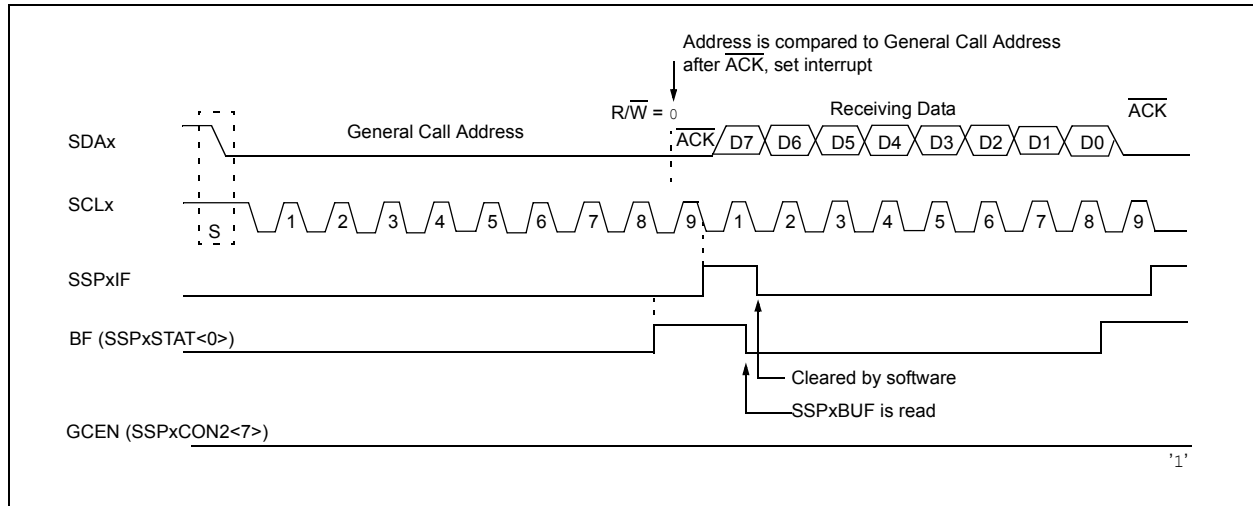 Address is compared to General Call Address
after ACK, set interrupt
R/W = 0
Receiving Data
ACK
SDAx
General Call Address
ACK
D7 D6 D5 D4 D3 D2 D1 D0
SCLx
S
1 2 3 4 5 6 7 8 9 1 2 3 4 5 6 7 8 9
SSPxIF
BF (SSPxSTAT<0>)
Cleared by software
SSPxBUF is read
GCEN (SSPxCON2<7>)
'1'